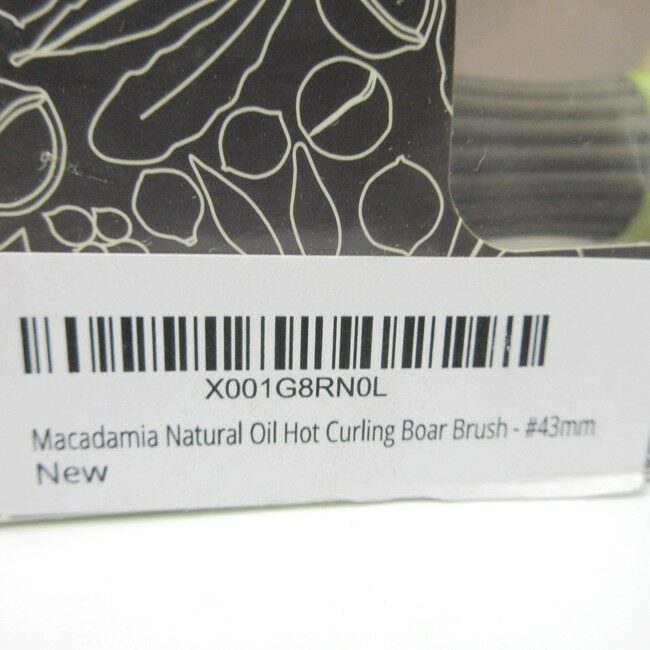 X001G8RN0L
Macadamia Natural Oil Hot Curling Boar Brush - #43mm
New